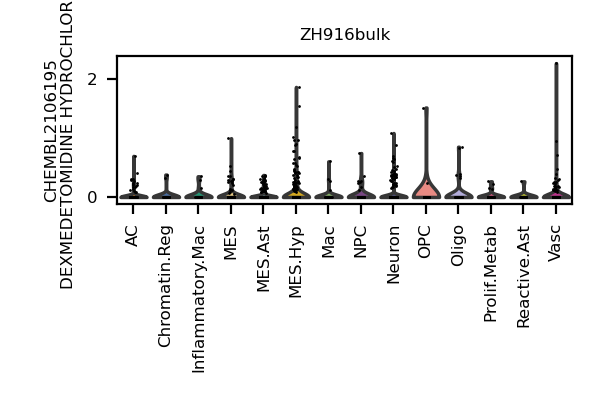 ZH916bulk
CHEMBL2106195
DEXMEDETOMIDINE HYDROCHLOR
2
0
AC
Chromatin.Reg
Inflammatory.Mac
MES
MES.Ast
MES.Hyp
Mac
NPC
Neuron
OPC
Oligo
Prolif.Metab
Reactive.Ast
Vasc